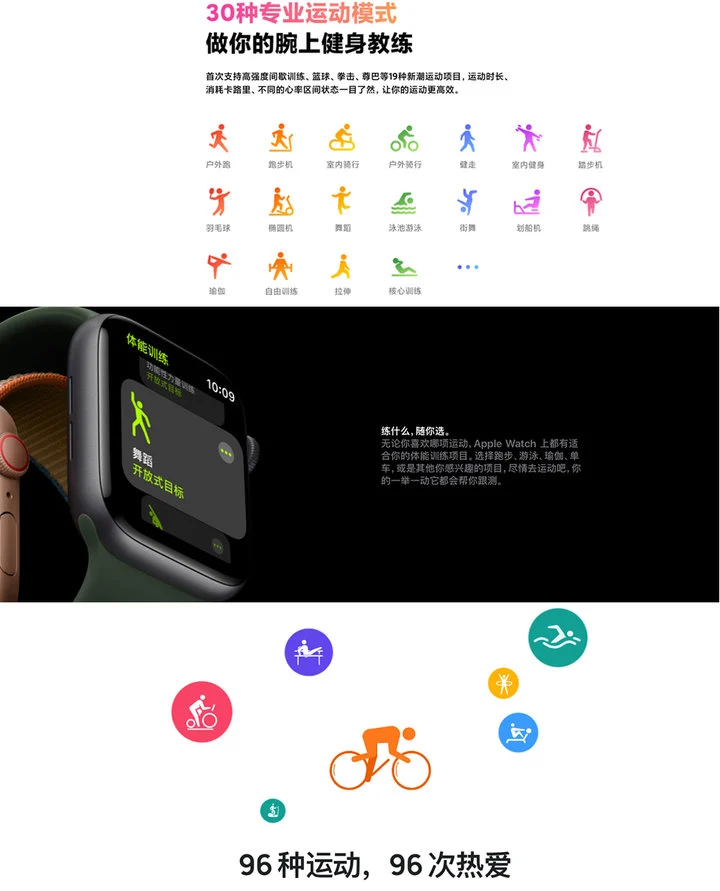 30种专业运动模式
做你的腕上健身教练
首次支持高强度间歇训练、篮球、拳击、尊巴等19种新潮运动项目，运动时长、
消耗卡路里、不同的心率区间状态一目了然，让你的运动更高效。
户外跑 跑步机 室内骑行 户外骑行 健走 室内健身 踏步机
羽毛球 椭圆机 舞蹈 泳池游泳 街舞 划船机 跳绳
瑜伽 自由训练 拉伸 核心训练
体能训练
10:09
功能性力量训练
开放式目标
舞蹈
开放式目标
练什么，随你选。
无论你喜欢哪项运动，Apple Watch 上都有适
合你的体能训练项目。选择跑步、游泳、瑜伽、单
车，或是其他你感兴趣的项目，尽情去运动吧，你
的一举一动它都会帮你跟测。
96 种运动，96 次热爱